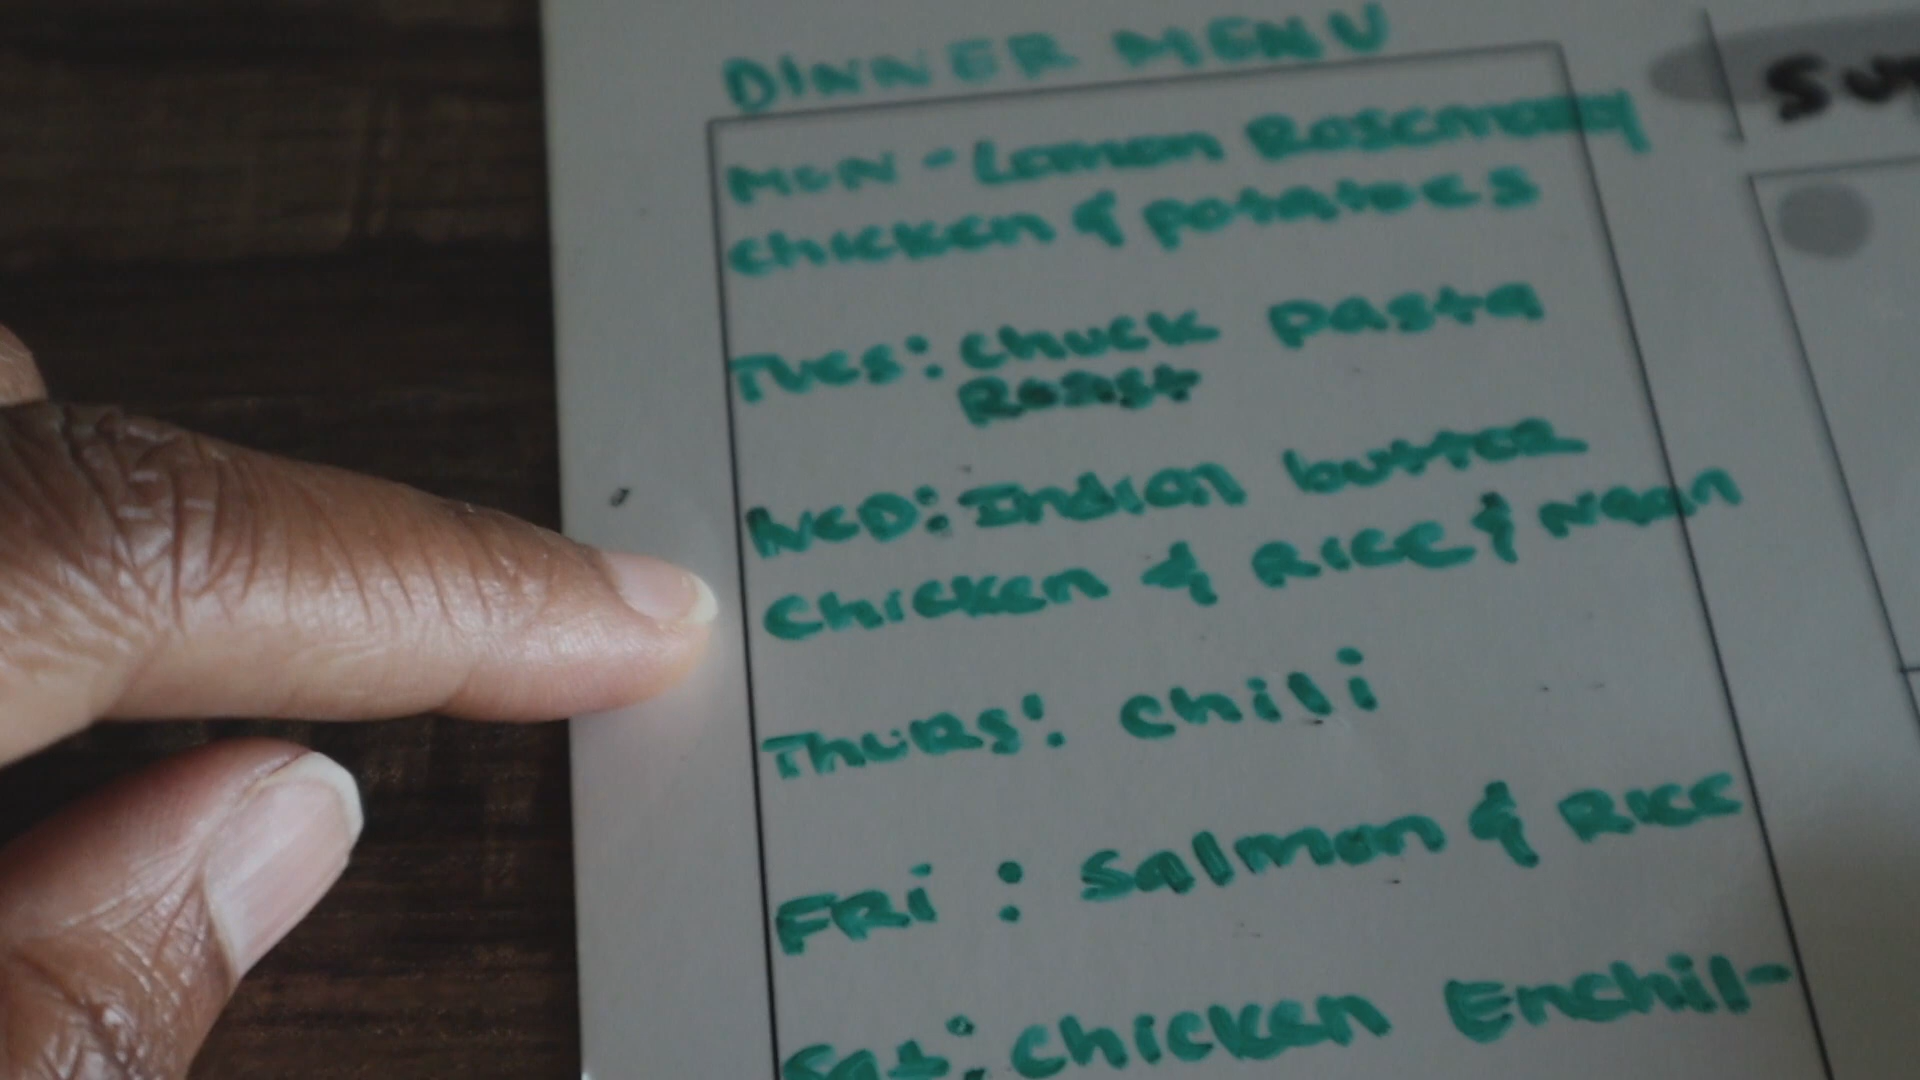 DINNER MENU
MON - Lemon Rosemary
chicken & potatoes
Tues: chuck pasta
Roast
WED: Indian butter
Chicken & Rice & Naan
Thurs: chili
FRi : Salmon & Rice
Sat: chicken Enchil-